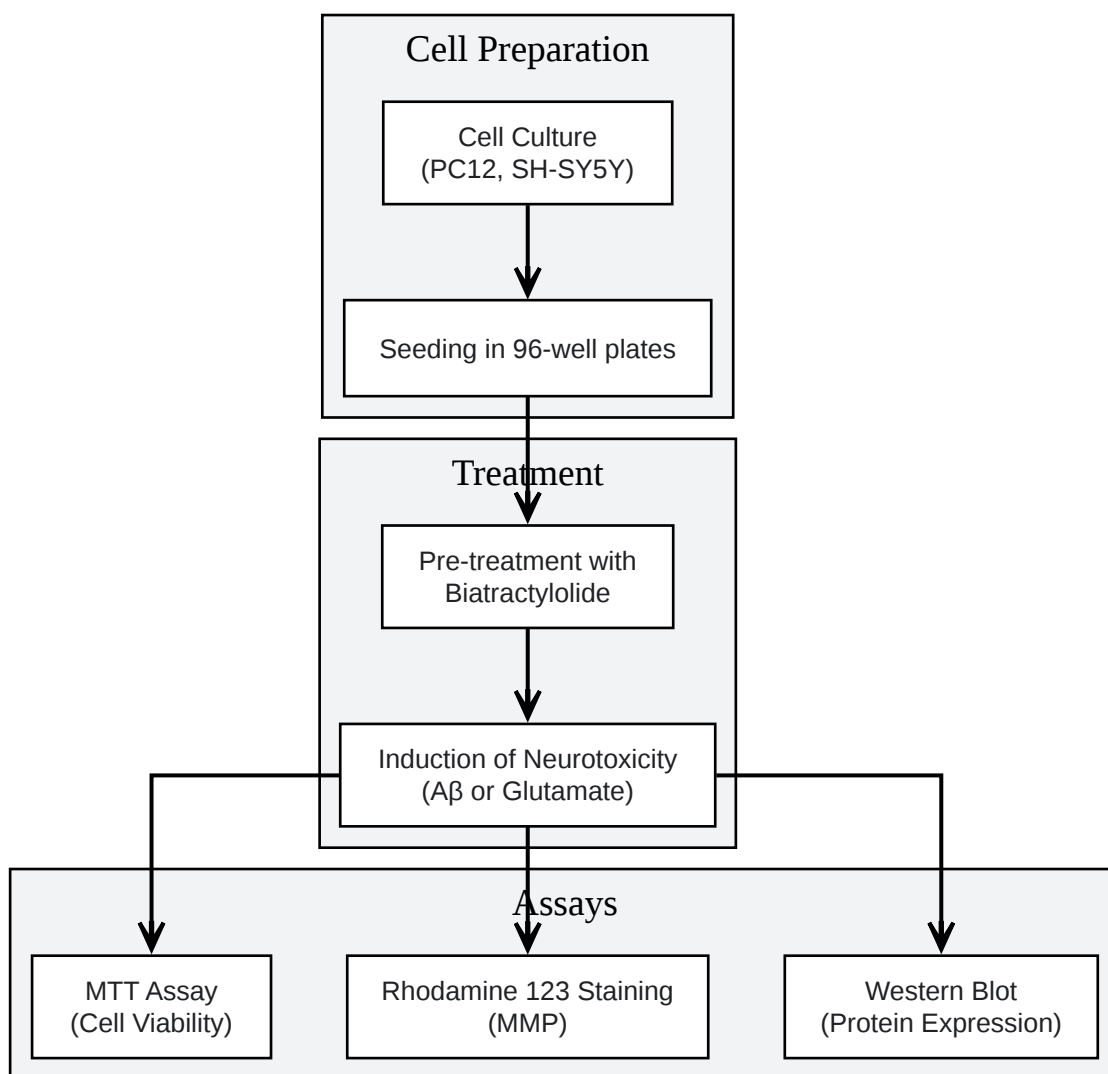 Cell Preparation
Cell Culture
(PC12, SH-SY5Y)
Seeding in 96-well plates
Treatment
Pre-treatment with
Biatractylolide
Induction of Neurotoxicity
(Aβ or Glutamate)
Assays
MTT Assay
(Cell Viability)
Rhodamine 123 Staining
(MMP)
Western Blot
(Protein Expression)